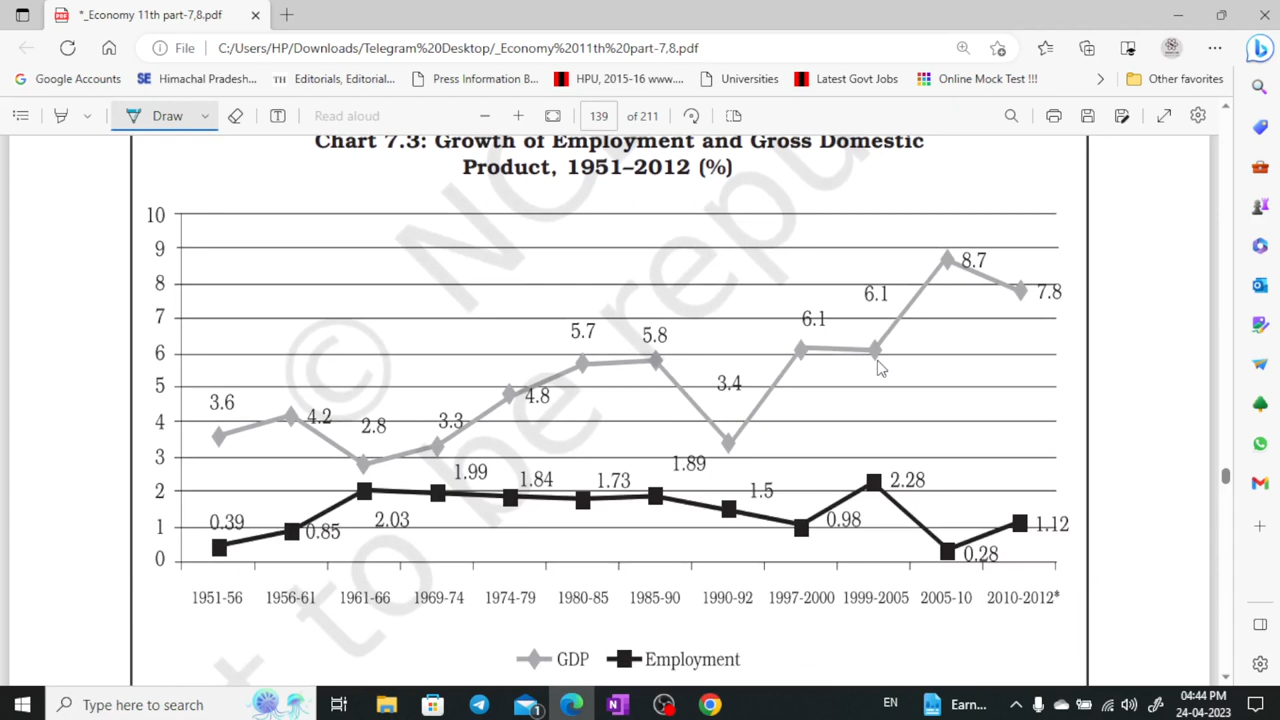 *_Economy 11th part-7,8.pdf
File C:/Users/HP/Downloads/Telegram%20Desktop/_Economy%2011th%20part-7,8.pdf
Google Accounts SE Himachal Pradesh... TH Editorials, Editorial... Press Information B... HPU, 2015-16 www.... Universities Latest Govt Jobs Online Mock Test !!! Other favorites
Draw Read aloud 139 of 211
Chart 7.3: Growth of Employment and Gross Domestic
Product, 1951–2012 (%)
10
9
8
7
6
5
4
3
2
1
0
3.6 4.2 2.8 3.3 4.8 5.7 5.8 3.4 6.1 6.1 8.7 7.8
0.39 0.85 2.03 1.99 1.84 1.73 1.89 1.5 0.98 2.28 0.28 1.12
1951-56 1956-61 1961-66 1969-74 1974-79 1980-85 1985-90 1990-92 1997-2000 1999-2005 2005-10 2010-2012*
GDP Employment
Type here to search
1
EN
Earn...
04:44 PM
24-04-2023